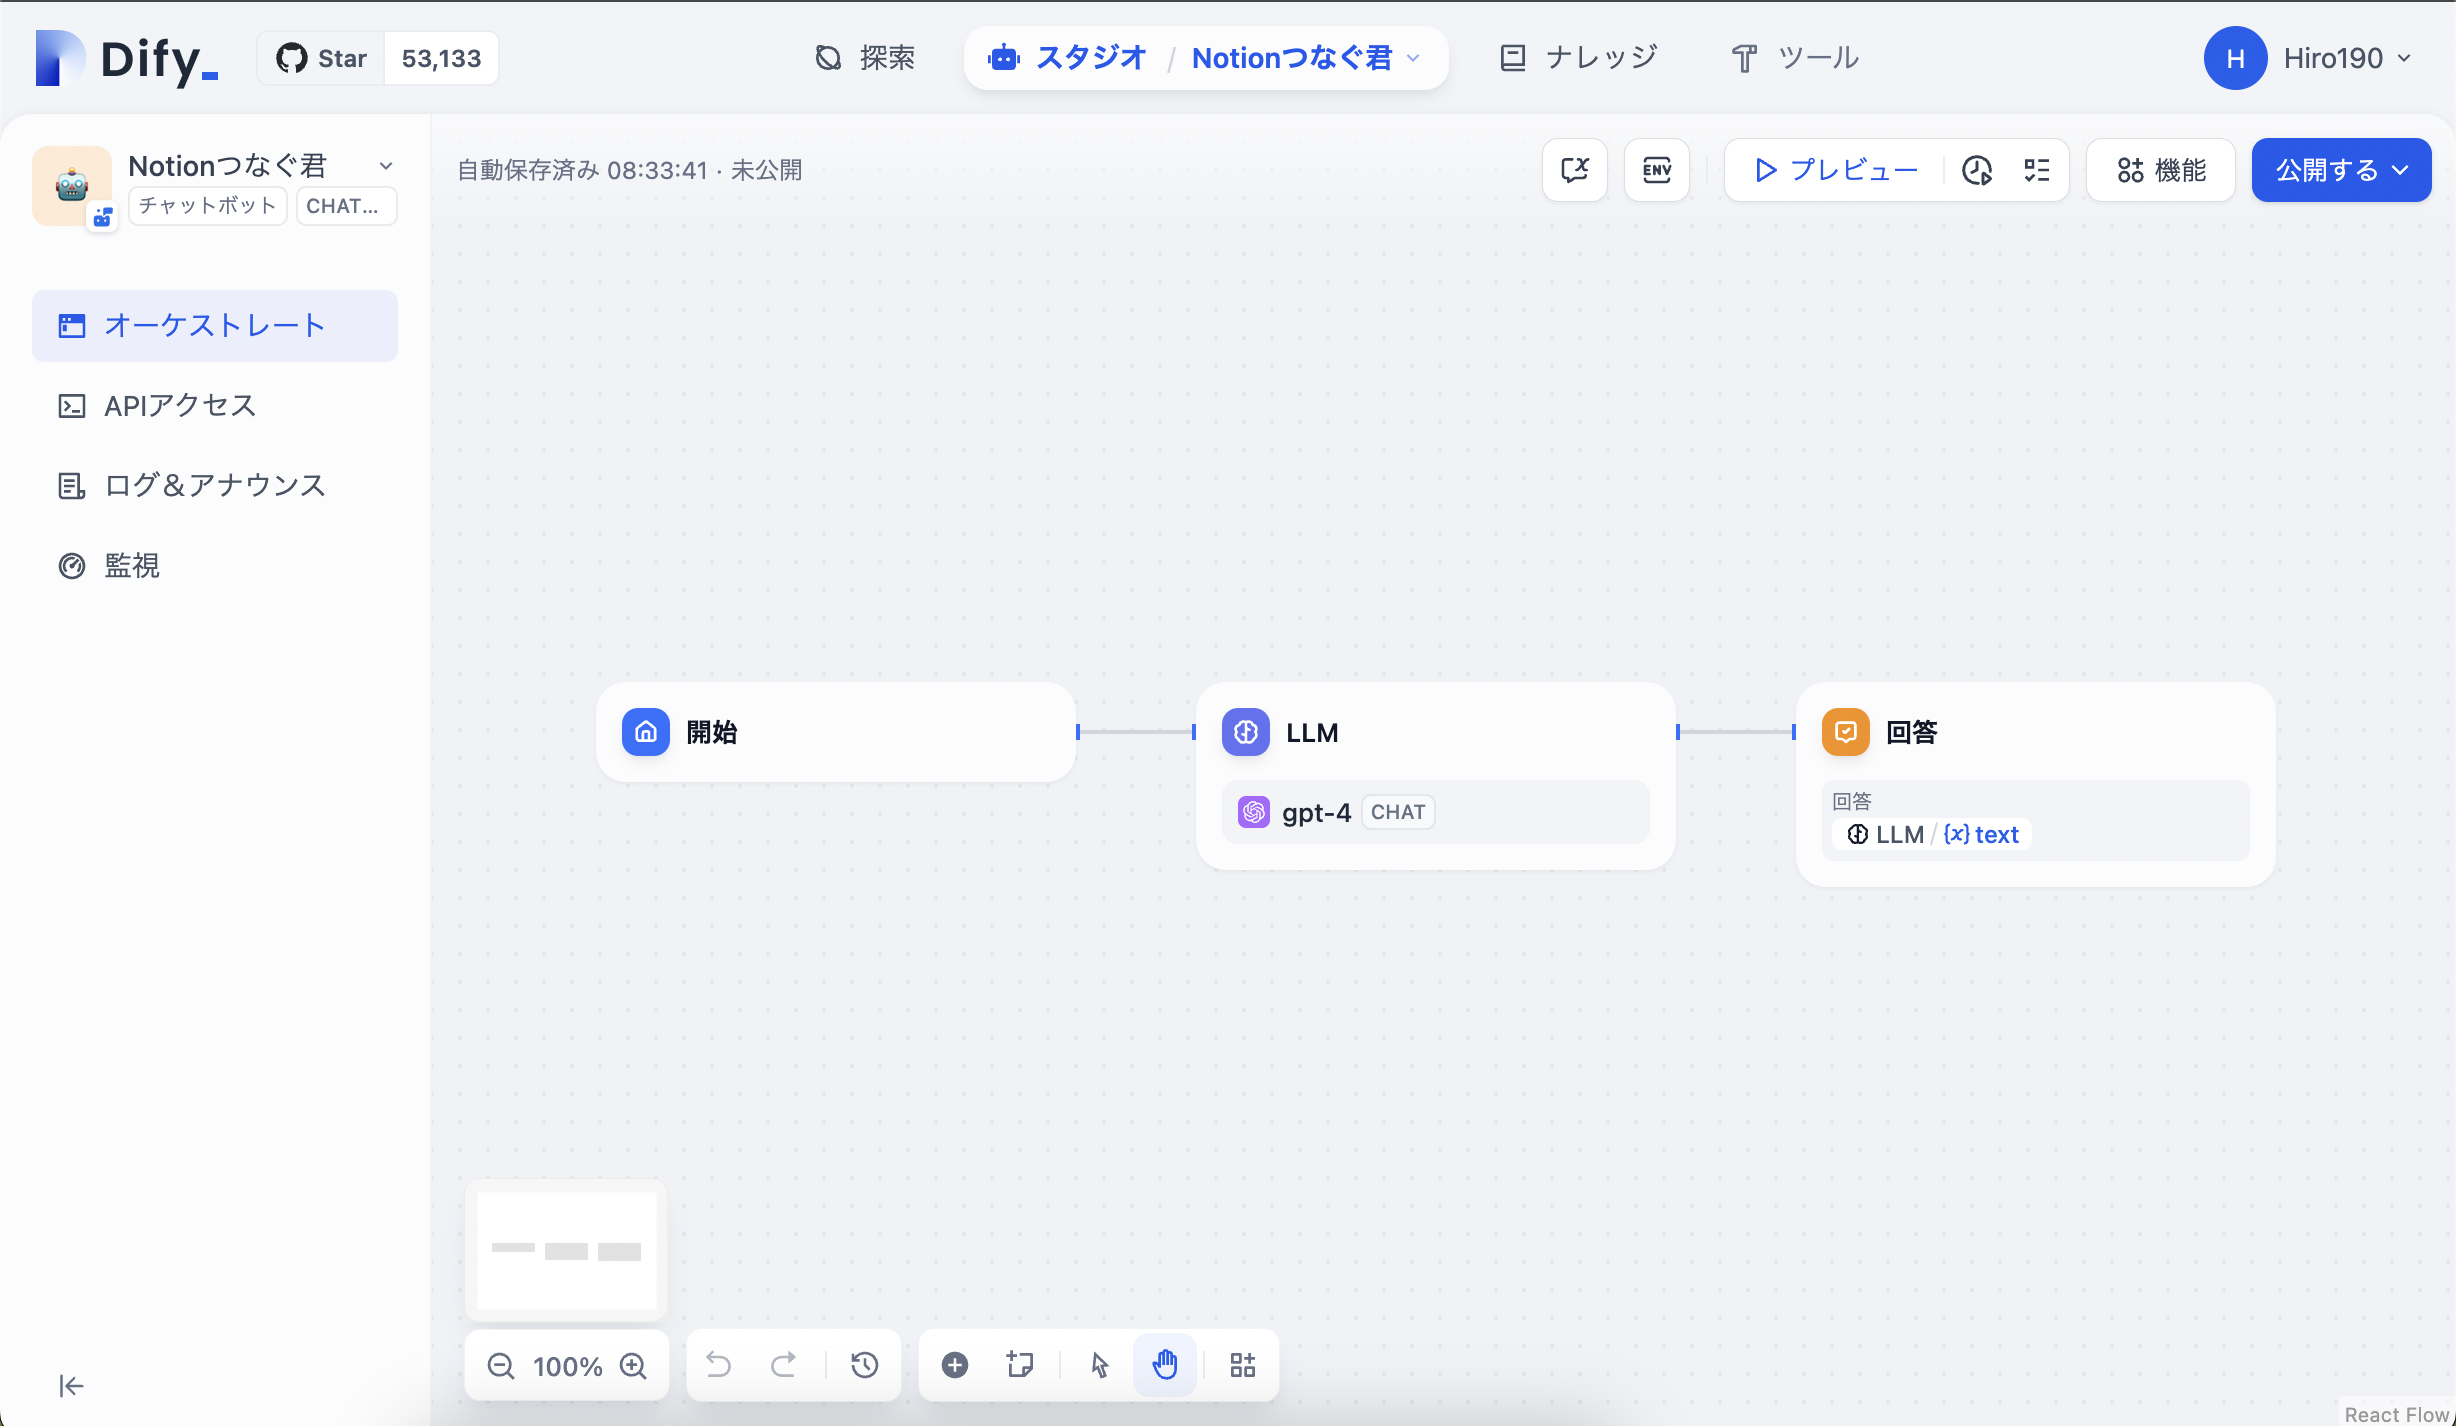 Dify_
Star 53,133
探索
スタジオ / Notionつなぐ君
ナレッジ
ツール
H Hiro190
Notionつなぐ君
チャットボット CHAT...
自動保存済み 08:33:41 · 未公開
ENV
プレビュー
機能
公開する
オーケストレート
APIアクセス
ログ&アナウンス
監視
開始
LLM
gpt-4 CHAT
回答
回答
LLM / {x} text
100%
React Flow